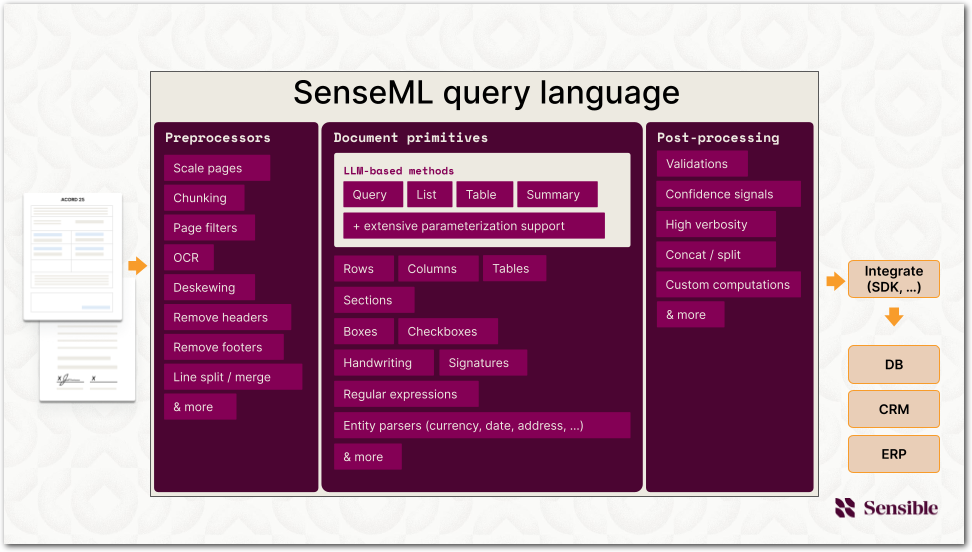 SenseML query language
ACORD 25
Preprocessors
Scale pages
Chunking
Page filters
OCR
Deskewing
Remove headers
Remove footers
Line split / merge
& more
Document primitives
LLM-based methods
Query
List
Table
Summary
+ extensive parameterization support
Rows
Columns
Tables
Sections
Boxes
Checkboxes
Handwriting
Signatures
Regular expressions
Entity parsers (currency, date, address, ...)
& more
Post-processing
Validations
Confidence signals
High verbosity
Concat / split
Custom computations
& more
Integrate
(SDK, ...)
DB
CRM
ERP
Sensible